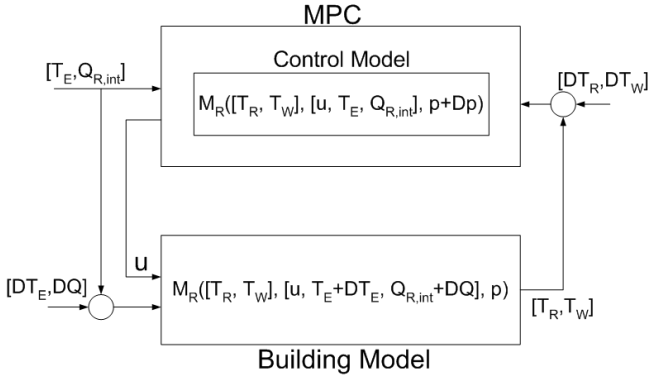 MPC
Control Model
[T_E,Q_R,int]
[DT_R,DT_W]
M_R([T_R, T_W], [u, T_E, Q_R,int], p+Dp)
u
[DT_E,DQ]
M_R([T_R, T_W], [u, T_E+DT_E, Q_R,int+DQ], p)
[T_R,T_W]
Building Model